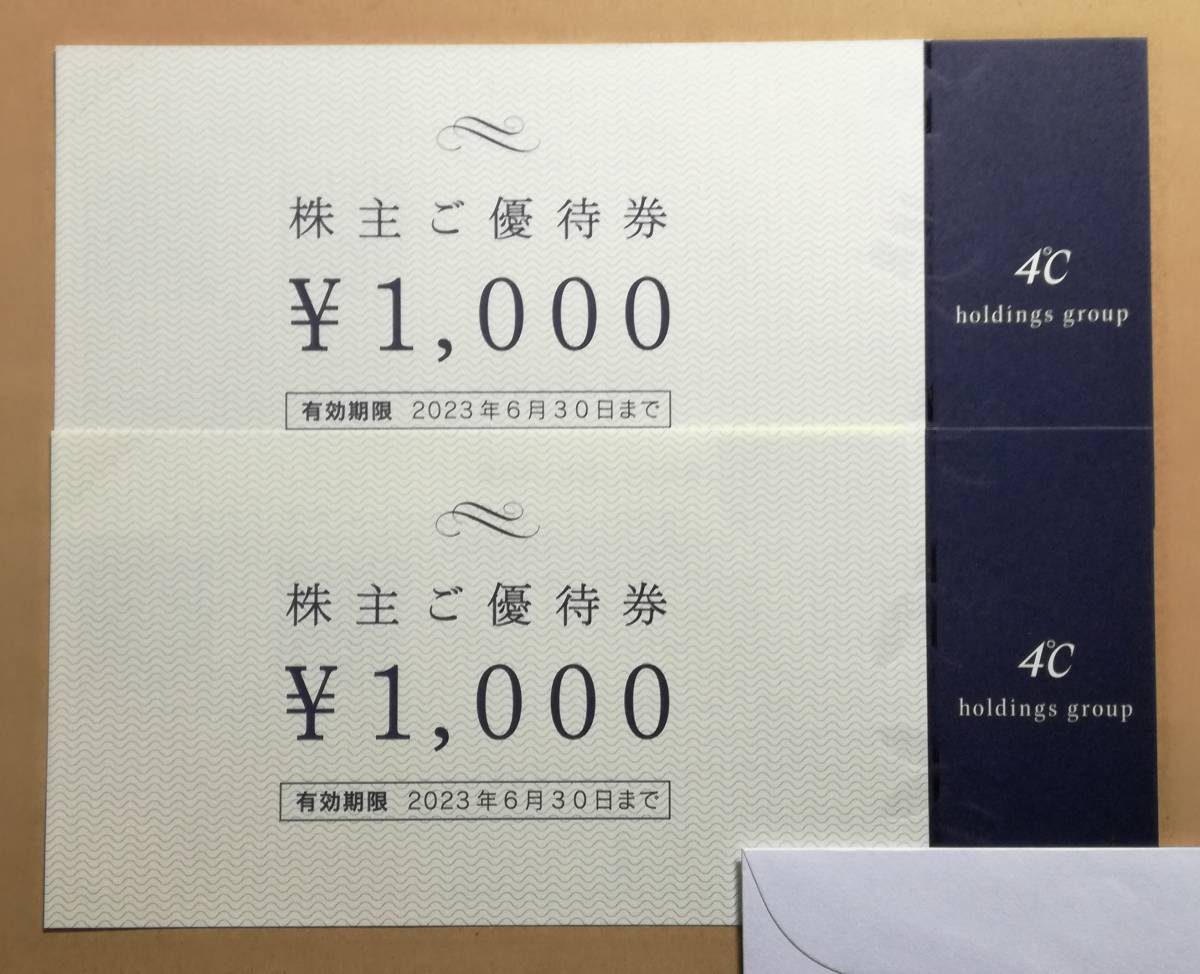 株主ご優待券
¥1,000
有効期限 2023年6月30日まで
4℃
holdings group
株主ご優待券
¥1,000
有効期限 2023年6月30日まで
4℃
holdings group